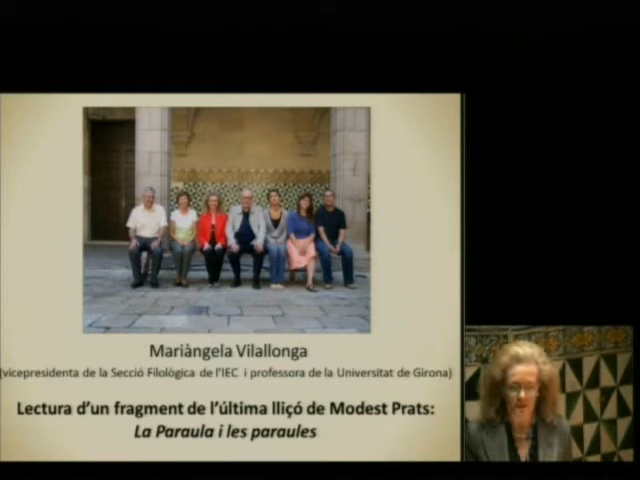 Mariàngela Vilallonga
(vicepresidenta de la Secció Filològica de l'IEC i professora de la Universitat de Girona)
Lectura d'un fragment de l'última lliçó de Modest Prats:
La Paraula i les paraules